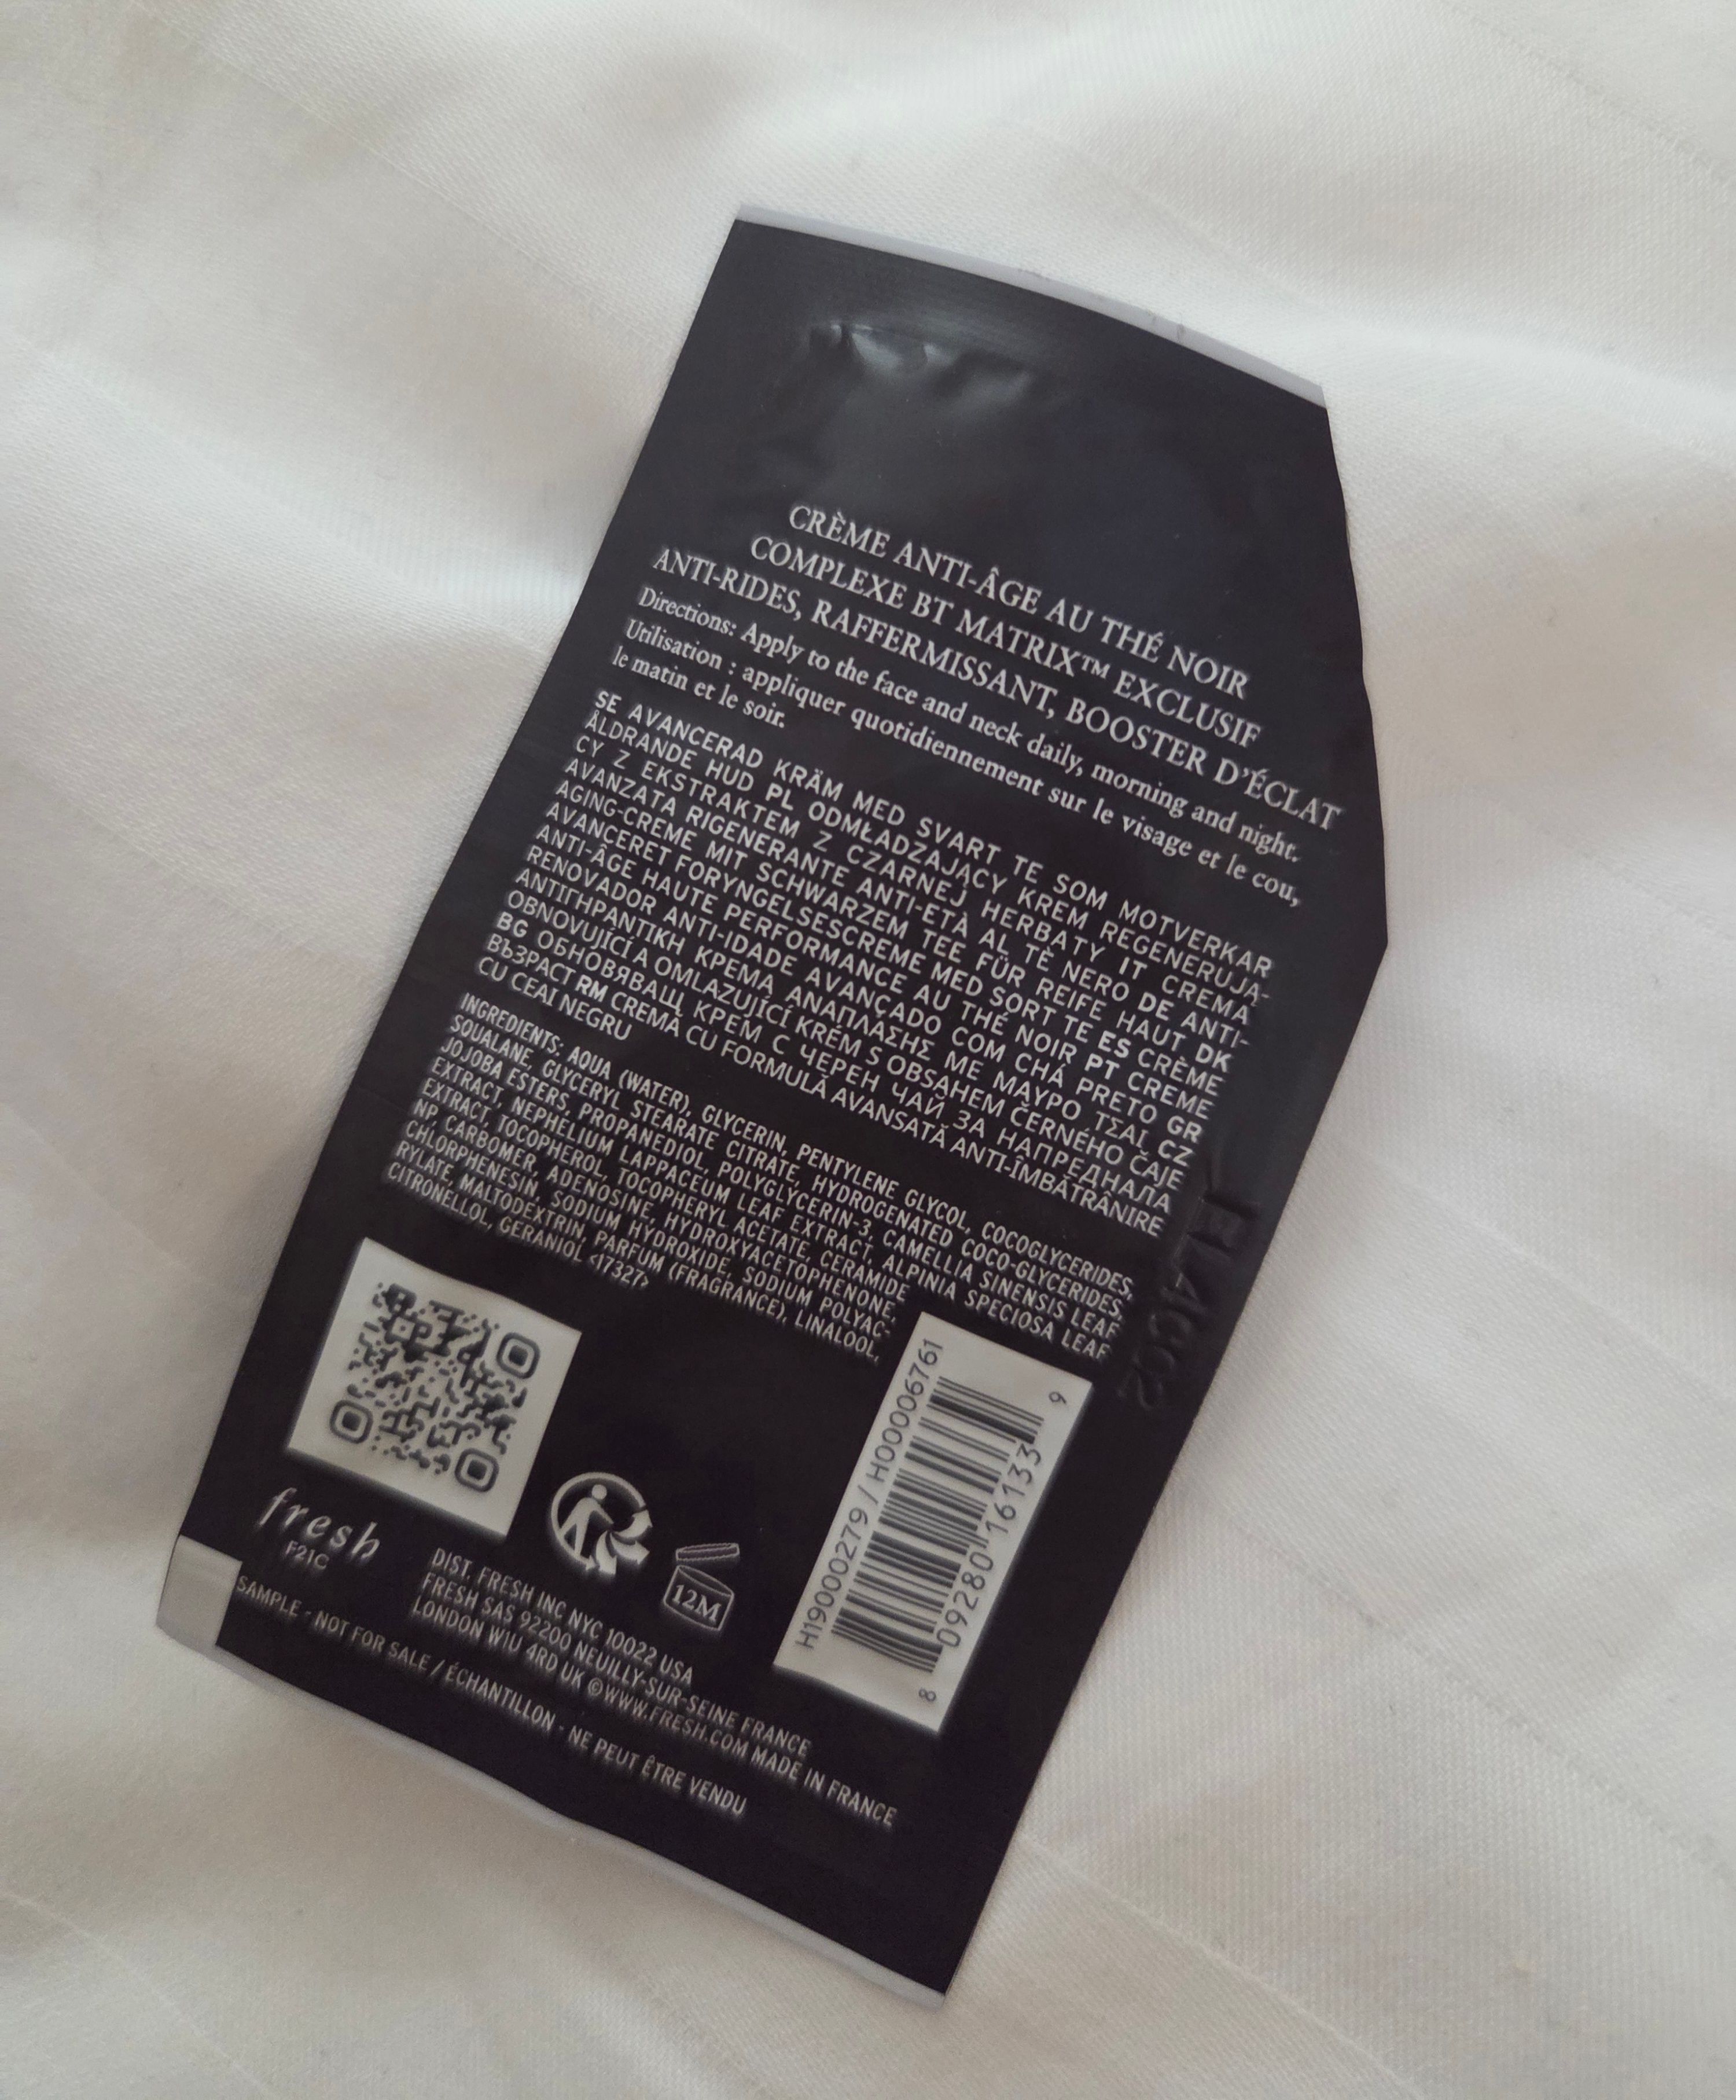 CRÈME ANTI-ÂGE AU THÉ NOIR
COMPLEXE BT MATRIX™ EXCLUSIF
ANTI-RIDES, RAFFERMISSANT, BOOSTER D'ÉCLAT
Directions: Apply to the face and neck daily, morning and night.
Utilisation : appliquer quotidiennement sur le visage et le cou,
le matin et le soir.
SE AVANCERAD KRÄM MED SVART TE SOM MOTVERKAR
ÅLDRANDE HUD PL ODMŁADZAJĄCY KREM REGENERUJĄ-
CY Z EKSTRAKTEM Z CZARNEJ HERBATY IT CREMA
AVANZATA RIGENERANTE ANTI-ETÀ AL TÈ NERO DE ANTI-
AGING-CREME MIT SCHWARZEM TEE FÜR REIFE HAUT DK
AVANCERET FORYNGELSESCREME MED SORT TE ES CRÈME
ANTI-ÂGE HAUTE PERFORMANCE AU THÉ NOIR PT CREME
RENOVADOR ANTI-IDADE AVANÇADO COM CHÁ PRETO GR
ΑΝΤΙΓΗΡΑΝΤΙΚΗ ΚΡΕΜΑ ΑΝΑΠΛΑΣΗΣ ΜΕ ΜΑΥΡΟ ΤΣΑΪ CZ
OBNOVUJÍCÍ A OMLAZUJÍCÍ KRÉM S OBSAHEM ČERNÉHO ČAJE
BG ОБНОВЯВАЩ КРЕМ С ЧЕРЕН ЧАЙ ЗА НАПРЕДНАЛА
ВЪЗРАСТ RM CREMĂ CU FORMULĂ AVANSATĂ ANTI-ÎMBĂTRÂNIRE
CU CEAI NEGRU
INGREDIENTS: AQUA (WATER), GLYCERIN, PENTYLENE GLYCOL, COCOGLYCERIDES,
SQUALANE, GLYCERYL STEARATE CITRATE, HYDROGENATED COCO-GLYCERIDES,
JOJOBA ESTERS, PROPANEDIOL, POLYGLYCERIN-3, CAMELLIA SINENSIS LEAF
EXTRACT, NEPHELIUM LAPPACEUM LEAF EXTRACT, ALPINIA SPECIOSA LEAF
EXTRACT, TOCOPHEROL, TOCOPHERYL ACETATE, CERAMIDE
NP, CARBOMER, ADENOSINE, HYDROXYACETOPHENONE,
CHLORPHENESIN, SODIUM HYDROXIDE, SODIUM POLYAC-
RYLATE, MALTODEXTRIN, PARFUM (FRAGRANCE), LINALOOL,
CITRONELLOL, GERANIOL <17327>
H19000279 / H00006761
8 09280 16133 9
fresh
F21C
12M
DIST. FRESH INC NYC 10022 USA
FRESH SAS 92200 NEUILLY-SUR-SEINE FRANCE
LONDON W1U 4RD UK ©WWW.FRESH.COM MADE IN FRANCE
SAMPLE - NOT FOR SALE / ÉCHANTILLON - NE PEUT ÊTRE VENDU